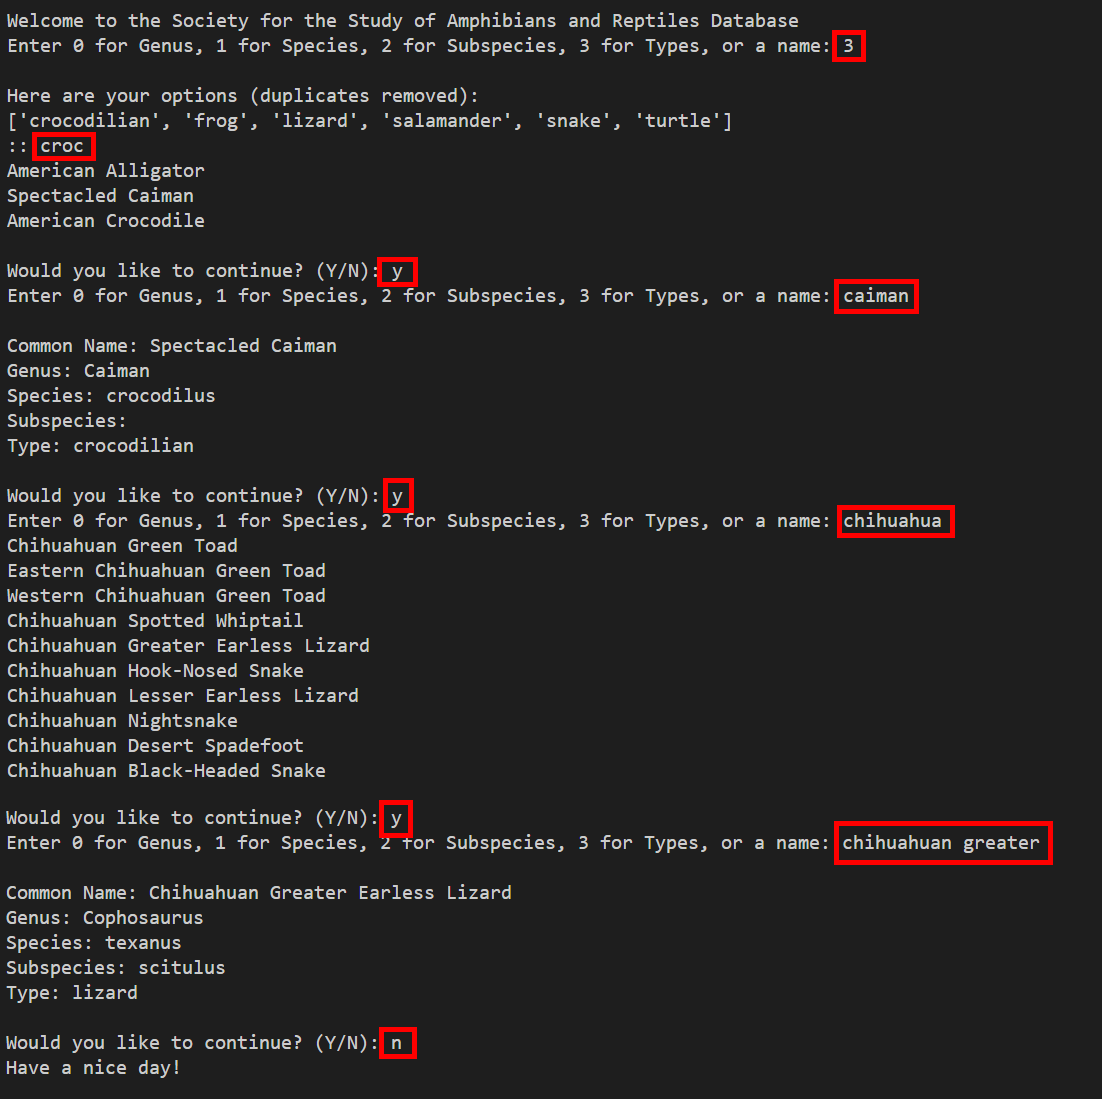 Welcome to the Society for the Study of Amphibians and Reptiles Database
Enter 0 for Genus, 1 for Species, 2 for Subspecies, 3 for Types, or a name: 3
Here are your options (duplicates removed):
['crocodilian', 'frog', 'lizard', 'salamander', 'snake', 'turtle']
:: croc
American Alligator
Spectacled Caiman
American Crocodile
Would you like to continue? (Y/N): y
Enter 0 for Genus, 1 for Species, 2 for Subspecies, 3 for Types, or a name: caiman
Common Name: Spectacled Caiman
Genus: Caiman
Species: crocodilus
Subspecies:
Type: crocodilian
Would you like to continue? (Y/N): y
Enter 0 for Genus, 1 for Species, 2 for Subspecies, 3 for Types, or a name: chihuahua
Chihuahuan Green Toad
Eastern Chihuahuan Green Toad
Western Chihuahuan Green Toad
Chihuahuan Spotted Whiptail
Chihuahuan Greater Earless Lizard
Chihuahuan Hook-Nosed Snake
Chihuahuan Lesser Earless Lizard
Chihuahuan Nightsnake
Chihuahuan Desert Spadefoot
Chihuahuan Black-Headed Snake
Would you like to continue? (Y/N): y
Enter 0 for Genus, 1 for Species, 2 for Subspecies, 3 for Types, or a name: chihuahuan greater
Common Name: Chihuahuan Greater Earless Lizard
Genus: Cophosaurus
Species: texanus
Subspecies: scitulus
Type: lizard
Would you like to continue? (Y/N): n
Have a nice day!